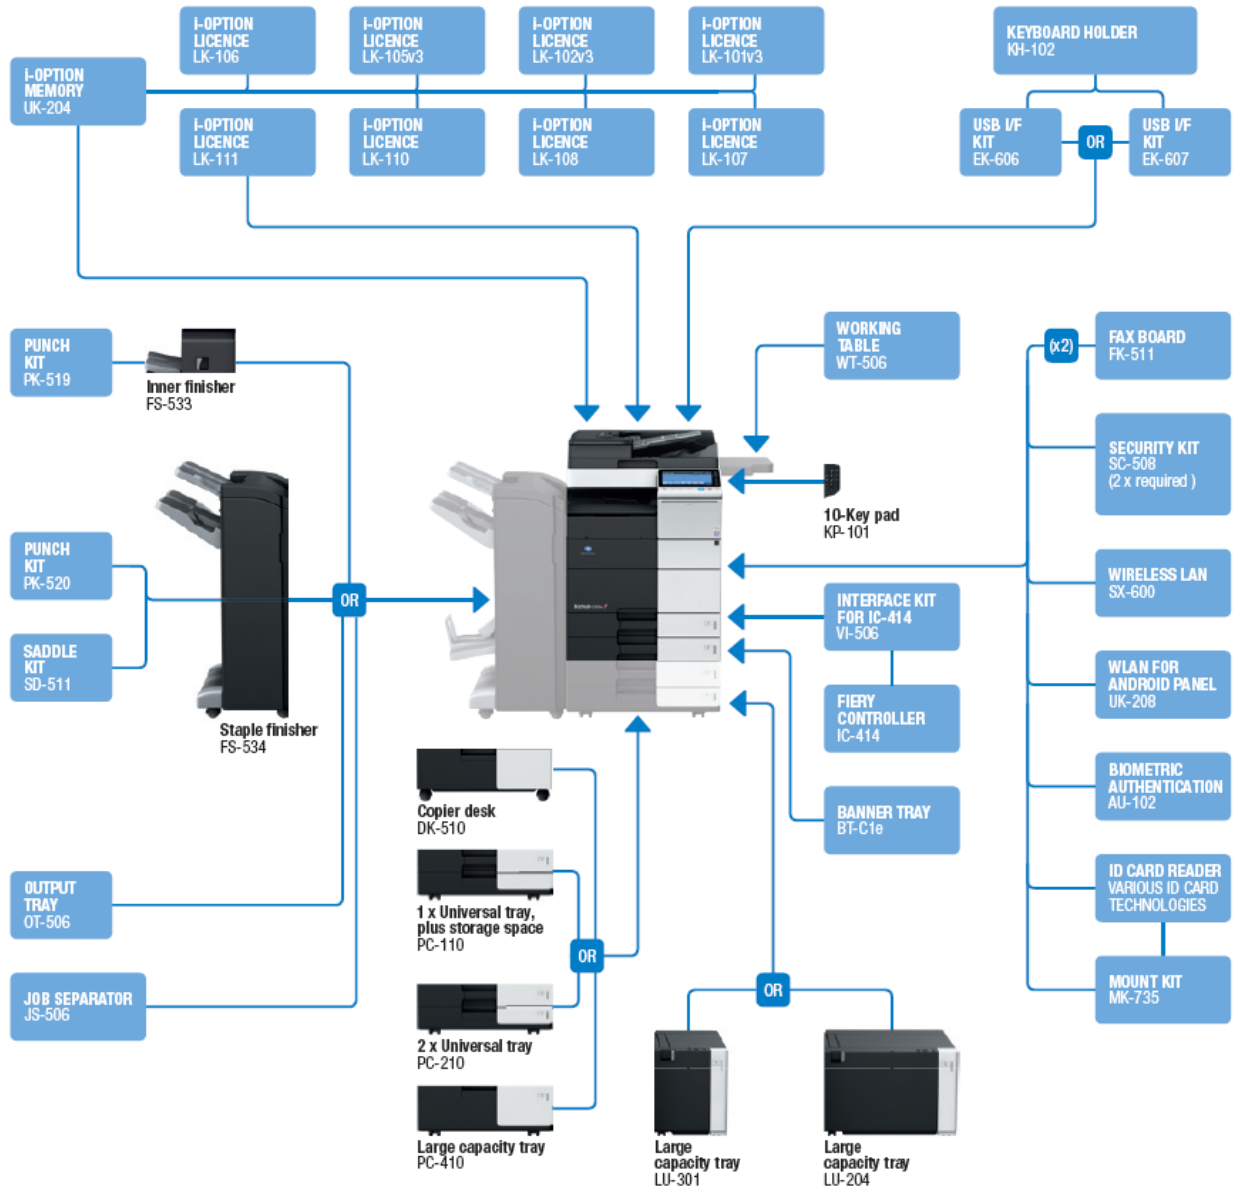 i-OPTION
LICENCE
LK-106
i-OPTION
LICENCE
LK-105v3
i-OPTION
LICENCE
LK-102v3
i-OPTION
LICENCE
LK-101v3
KEYBOARD HOLDER
KH-102
i-OPTION
MEMORY
UK-204
i-OPTION
LICENCE
LK-111
i-OPTION
LICENCE
LK-110
i-OPTION
LICENCE
LK-108
i-OPTION
LICENCE
LK-107
USB I/F
KIT
EK-606
OR
USB I/F
KIT
EK-607
PUNCH
KIT
PK-519
Inner finisher
FS-533
WORKING
TABLE
WT-506
(x2)
FAX BOARD
FK-511
SECURITY KIT
SC-508
(2 x required )
10-Key pad
KP-101
PUNCH
KIT
PK-520
SADDLE
KIT
SD-511
Staple finisher
FS-534
OR
INTERFACE KIT
FOR IC-414
VI-506
FIERY
CONTROLLER
IC-414
WIRELESS LAN
SX-600
WLAN FOR
ANDROID PANEL
UK-208
BIOMETRIC
AUTHENTICATION
AU-102
BANNER TRAY
BT-C1e
Copier desk
DK-510
OUTPUT
TRAY
OT-506
1 x Universal tray,
plus storage space
PC-110
OR
ID CARD READER
VARIOUS ID CARD
TECHNOLOGIES
JOB SEPARATOR
JS-506
2 x Universal tray
PC-210
OR
MOUNT KIT
MK-735
Large capacity tray
PC-410
Large
capacity tray
LU-301
Large
capacity tray
LU-204